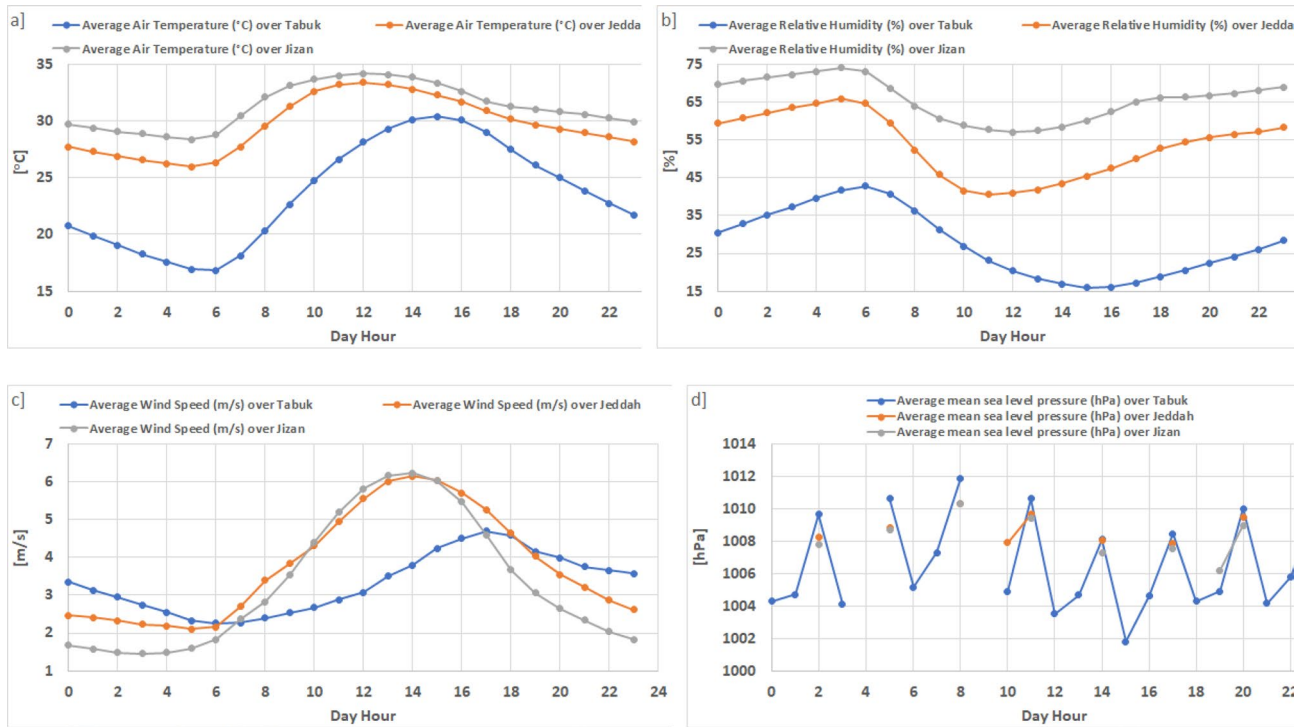 a]
Average Air Temperature (°C) over Tabuk
Average Air Temperature (°C) over Jedda
Average Air Temperature (°C) over Jizan
35
30
25
20
15
[°C]
0 2 4 6 8 10 12 14 16 18 20 22
Day Hour
b]
Average Relative Humidity (%) over Tabuk
Average Relative Humidity (%) over Jedda
Average Relative Humidity (%) over Jizan
75
65
55
45
35
25
15
[%]
0 2 4 6 8 10 12 14 16 18 20 22
Day Hour
c]
Average Wind Speed (m/s) over Tabuk
Average Wind Speed (m/s) over Jeddah
Average Wind Speed (m/s) over Jizan
7
6
5
4
3
2
1
[m/s]
0 2 4 6 8 10 12 14 16 18 20 22 24
Day Hour
d]
Average mean sea level pressure (hPa) over Tabuk
Average mean sea level pressure (hPa) over Jeddah
Average mean sea level pressure (hPa) over Jizan
1014
1012
1010
1008
1006
1004
1002
1000
[hPa]
0 2 4 6 8 10 12 14 16 18 20 22
Day Hour